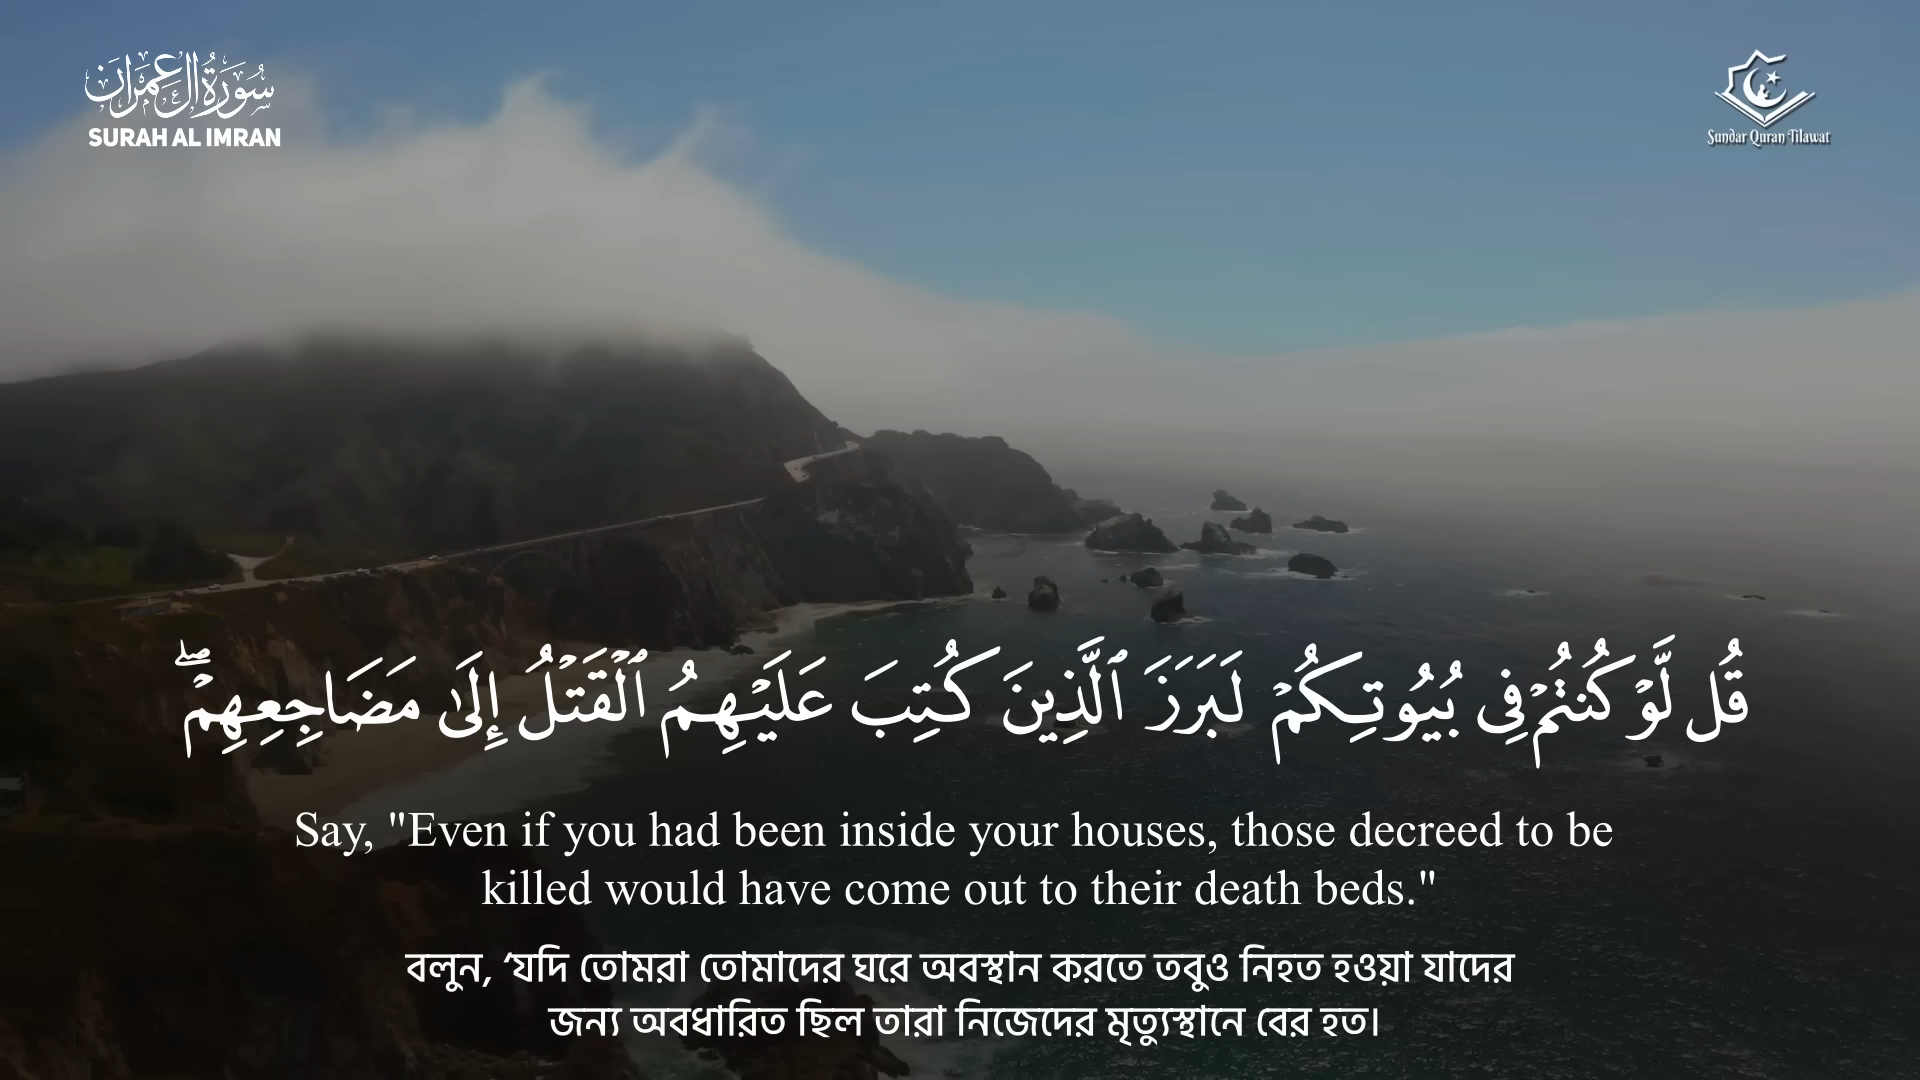 سُورَةُ اٰلِ عِمْرَان
SURAH AL IMRAN
Sundar Quran Tilawat
قُل لَّوْ كُنتُمْ فِى بُيُوتِكُمْ لَبَرَزَ ٱلَّذِينَ كُتِبَ عَلَيْهِمُ ٱلْقَتْلُ إِلَىٰ مَضَاجِعِهِمْ ۖ
Say, "Even if you had been inside your houses, those decreed to be
killed would have come out to their death beds."
বলুন, ‘যদি তোমরা তোমাদের ঘরে অবস্থান করতে তবুও নিহত হওয়া যাদের
জন্য অবধারিত ছিল তারা নিজেদের মৃত্যুস্থানে বের হত।